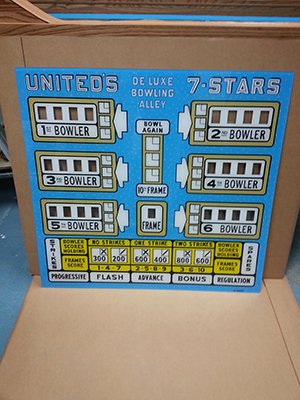 UNITED'S DE LUXE BOWLING ALLEY 7-STARS
BOWL AGAIN
1ST BOWLER
2ND BOWLER
3RD BOWLER
4TH BOWLER
10TH FRAME
5TH BOWLER
FRAME
6 BOWLER
STRIKES
BOWLER SCORES HOLDING
NO STRIKES
ONE STRIKE
TWO STRIKES
BOWLER SCORES HOLDING
SPARES
FRAMES SCORE
300 200
600 400
800 600
FRAMES SCORE
1-4-7
2-5-8-9
3-6-10
PROGRESSIVE FLASH ADVANCE BONUS REGULATION